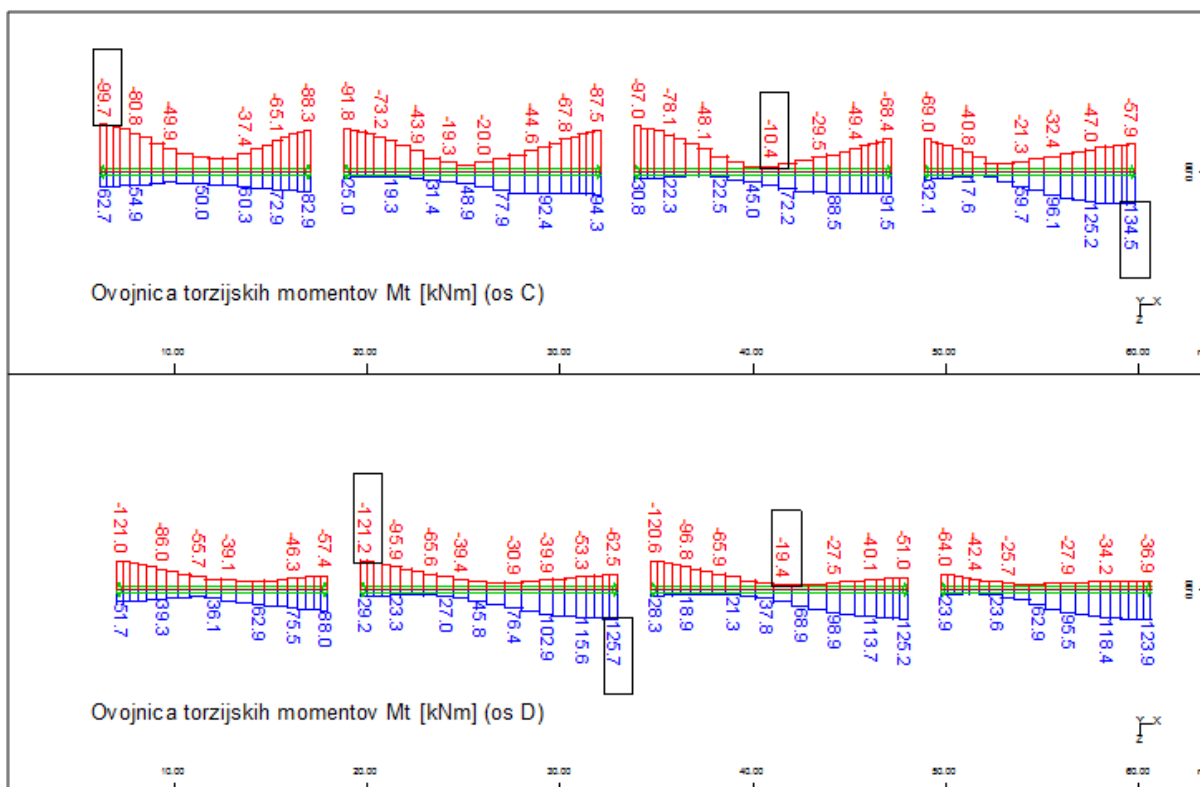 -99.7 -80.8 -49.9 -37.4 -65.1 -88.3 -91.8 -73.2 -43.9 -19.3 -20.0 -44.6 -67.8 -87.5 -97.0 -78.1 -48.1 -10.4 -29.5 -49.4 -68.4 -69.0 -40.8 -21.3 -32.4 -47.0 -57.9
62.7 54.9 50.0 60.3 72.9 82.9 25.0 19.3 31.4 48.9 77.9 92.4 94.3 30.8 22.3 22.5 45.0 72.2 88.5 91.5 32.1 17.6 59.7 96.1 125.2 134.5
Ovojnica torzijskih momentov Mt [kNm] (os C)
Y X
Z
10.00 20.00 30.00 40.00 50.00 60.00
-121.0 -86.0 -55.7 -39.1 -46.3 -57.4 -121.2 -95.9 -65.6 -39.4 -30.9 -39.9 -53.3 -62.5 -120.6 -96.8 -65.9 -19.4 -27.5 -40.1 -51.0 -64.0 -42.4 -25.7 -27.9 -34.2 -36.9
51.7 39.3 36.1 62.9 75.5 88.0 29.2 23.3 27.0 45.8 76.4 102.9 115.6 125.7 28.3 18.9 21.3 37.8 68.9 98.9 113.7 125.2 23.9 23.6 62.9 95.5 118.4 123.9
Ovojnica torzijskih momentov Mt [kNm] (os D)
Y X
Z
10.00 20.00 30.00 40.00 50.00 60.00